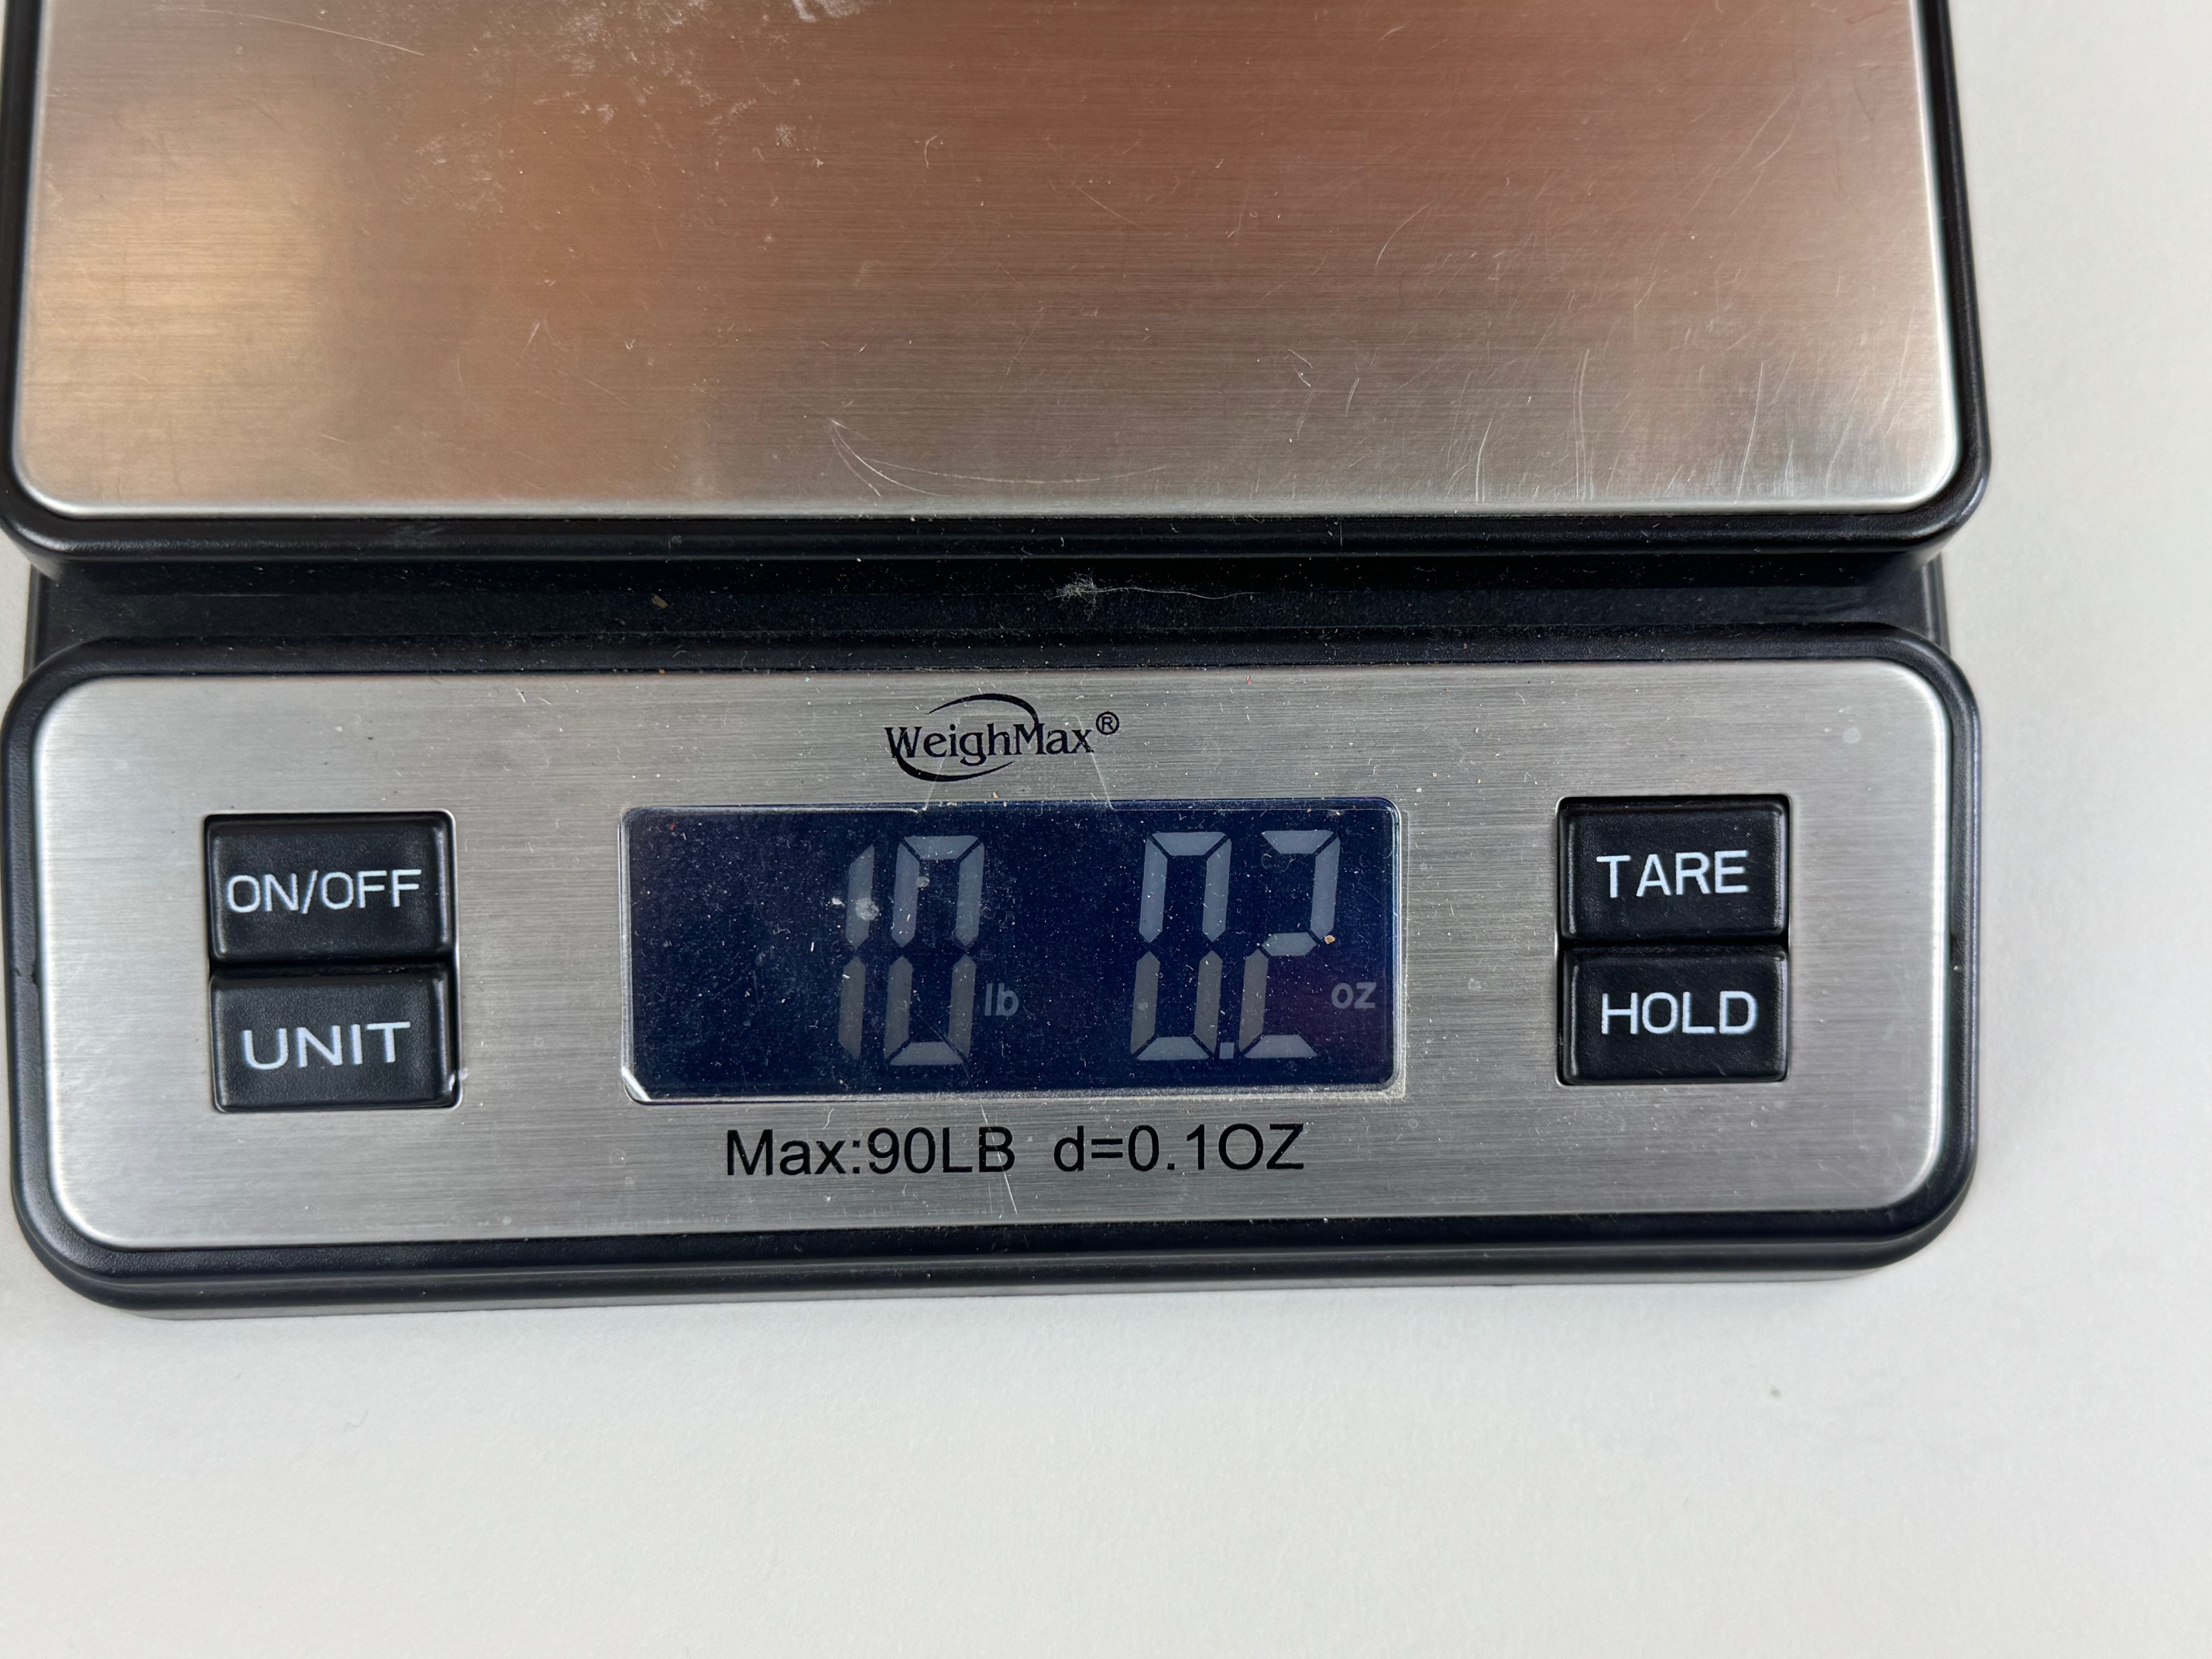 WeighMax®
ON/OFF
UNIT
10 lb 0.2 oz
TARE
HOLD
Max:90LB d=0.1OZ